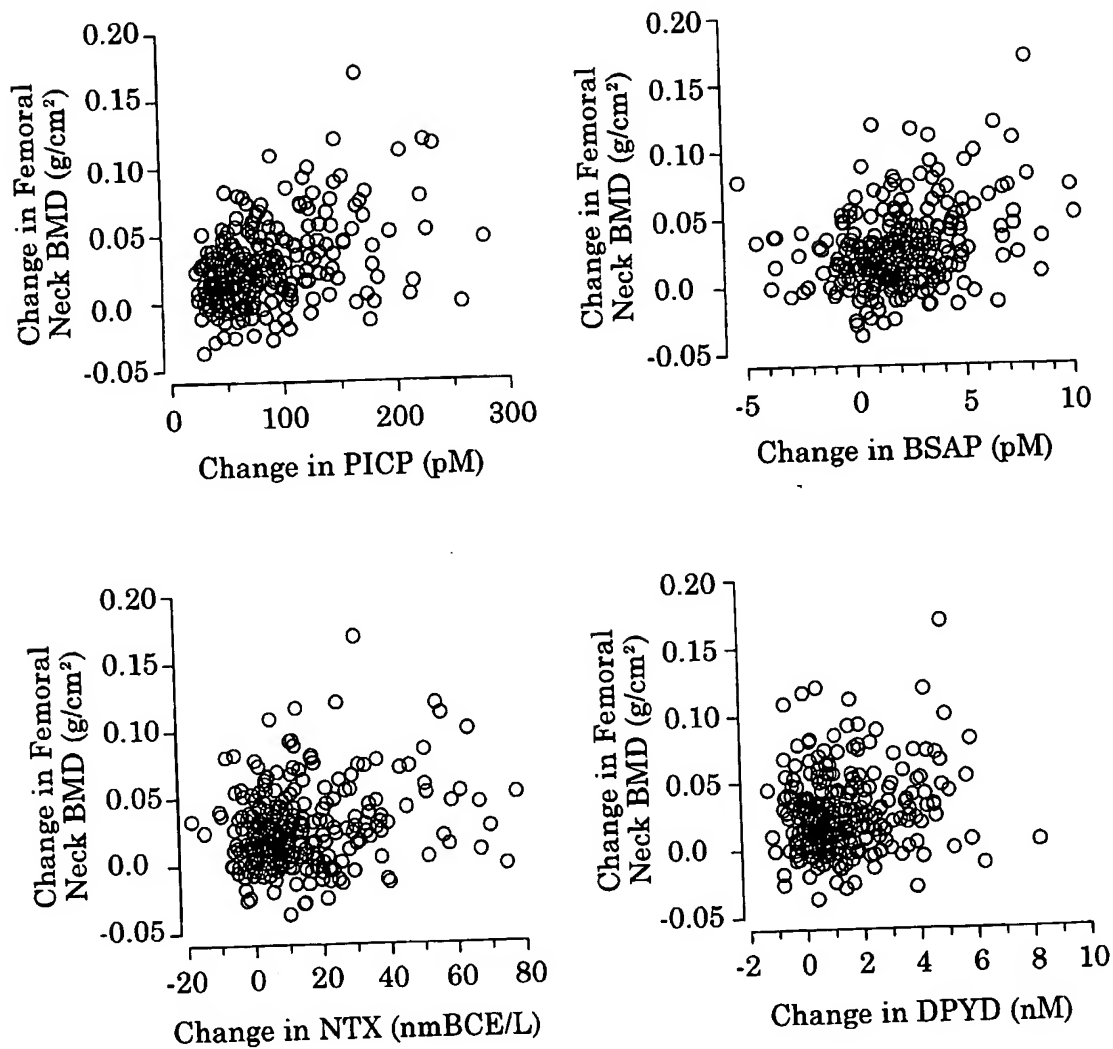 0.20
0.15
0.10
0.05
0.0
-0.05
Change in Femoral
Neck BMD (g/cm²)
0 100 200 300
Change in PICP (pM)
0.20
0.15
0.10
0.05
0.0
-0.05
Change in Femoral
Neck BMD (g/cm²)
-5 0 5 10
Change in BSAP (pM)
0.20
0.15
0.10
0.05
0.0
-0.05
Change in Femoral
Neck BMD (g/cm²)
-20 0 20 40 60 80
Change in NTX (nmBCE/L)
0.20
0.15
0.10
0.05
0.0
-0.05
Change in Femoral
Neck BMD (g/cm²)
-2 0 2 4 6 8 10
Change in DPYD (nM)